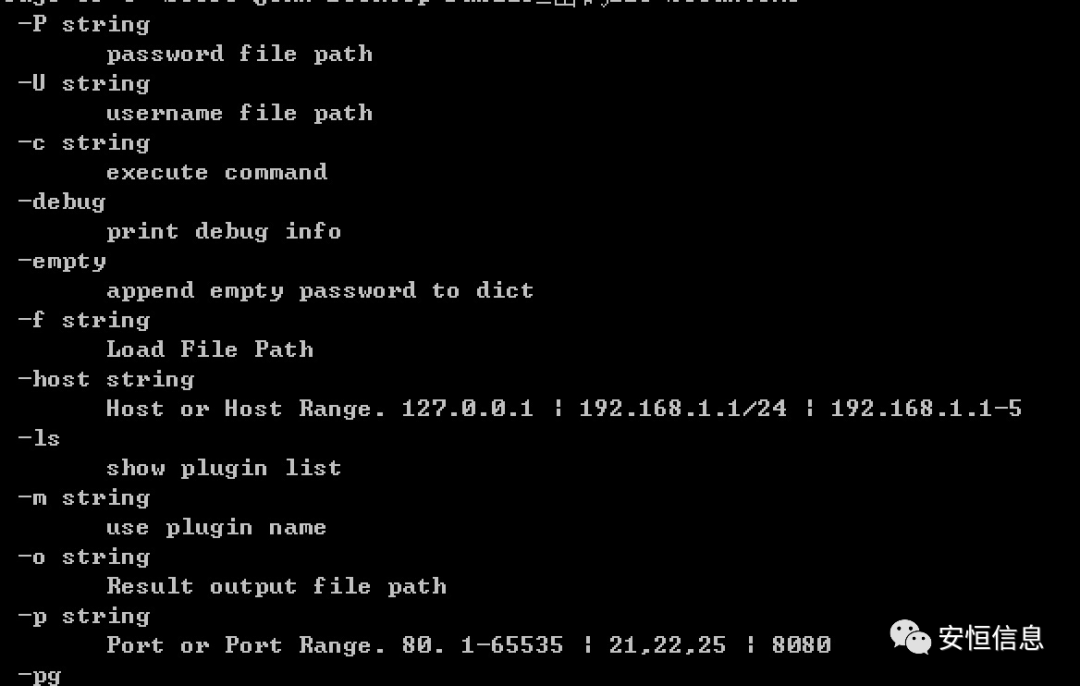 -P string
password file path
-U string
username file path
-c string
execute command
-debug
print debug info
-empty
append empty password to dict
-f string
Load File Path
-host string
Host or Host Range. 127.0.0.1 ¦ 192.168.1.1/24 ¦ 192.168.1.1-5
-ls
show plugin list
-m string
use plugin name
-o string
Result output file path
-p string
Port or Port Range. 80. 1-65535 ¦ 21,22,25 ¦ 8080
安恒信息
-pg